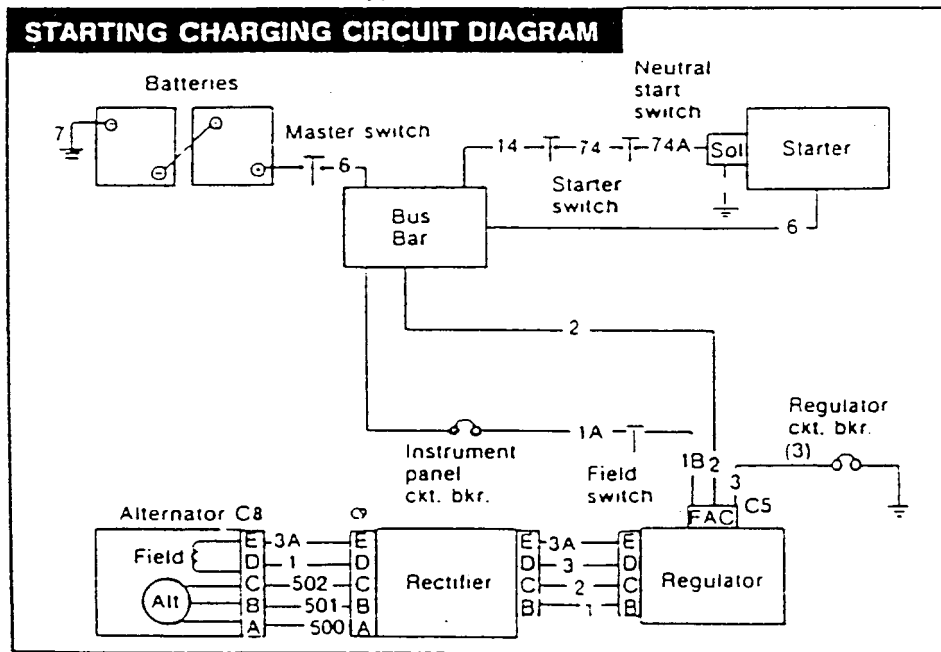 STARTING CHARGING CIRCUIT DIAGRAM
Batteries
Neutral
start
switch
7
Master switch
6
14
74
74A
Sol
Starter
Starter
switch
Bus
Bar
6
2
1A
Instrument
panel
ckt. bkr.
Field
switch
Regulator
ckt. bkr.
(3)
1B
2
3
FAC
C5
Alternator C8
C9
Field
Alt
E
D
C
B
A
3A
1
502
501
500
E
D
C
B
A
Rectifier
E
D
C
B
3A
3
2
1
E
D
C
B
Regulator